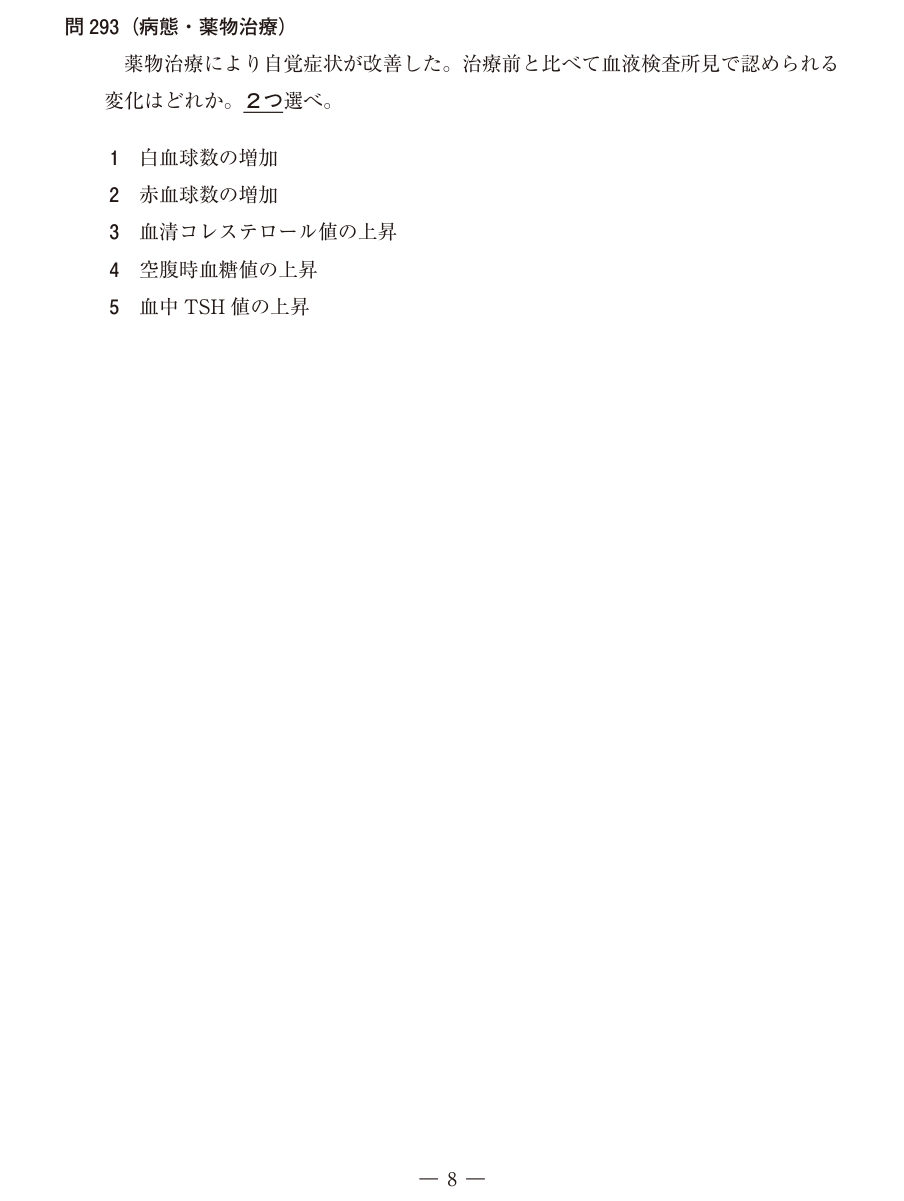 問 293（病態・薬物治療）
薬物治療により自覚症状が改善した。治療前と比べて血液検査所見で認められる
変化はどれか。２つ選べ。
1 白血球数の増加
2 赤血球数の増加
3 血清コレステロール値の上昇
4 空腹時血糖値の上昇
5 血中 TSH 値の上昇
― 8 ―